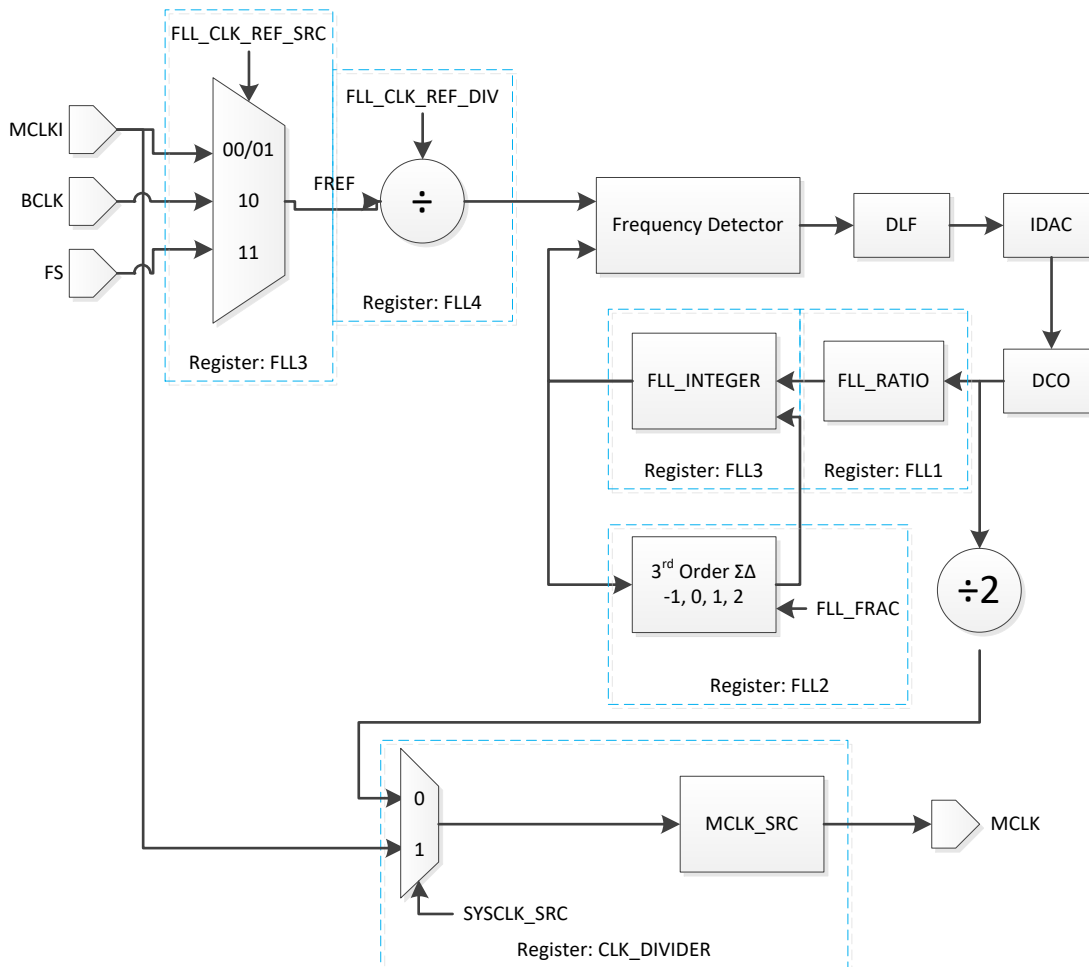 FLL_CLK_REF_SRC
FLL_CLK_REF_DIV
MCLKI
00/01
BCLK
10
FREF
÷
Frequency Detector
DLF
IDAC
FS
11
Register: FLL4
Register: FLL3
FLL_INTEGER
FLL_RATIO
DCO
Register: FLL3
Register: FLL1
3rd Order ΣΔ
-1, 0, 1, 2
FLL_FRAC
÷2
Register: FLL2
0
MCLK_SRC
MCLK
1
SYSCLK_SRC
Register: CLK_DIVIDER